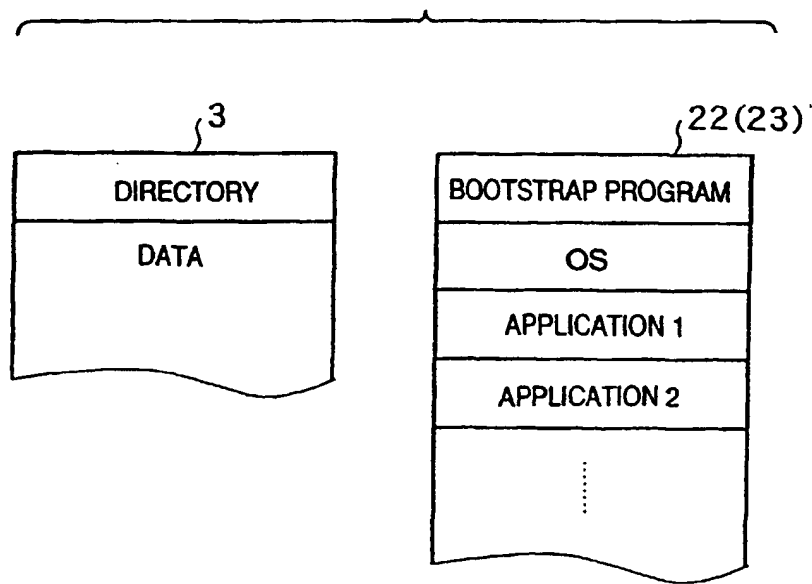 3
DIRECTORY
DATA
22(23)
BOOTSTRAP PROGRAM
OS
APPLICATION 1
APPLICATION 2